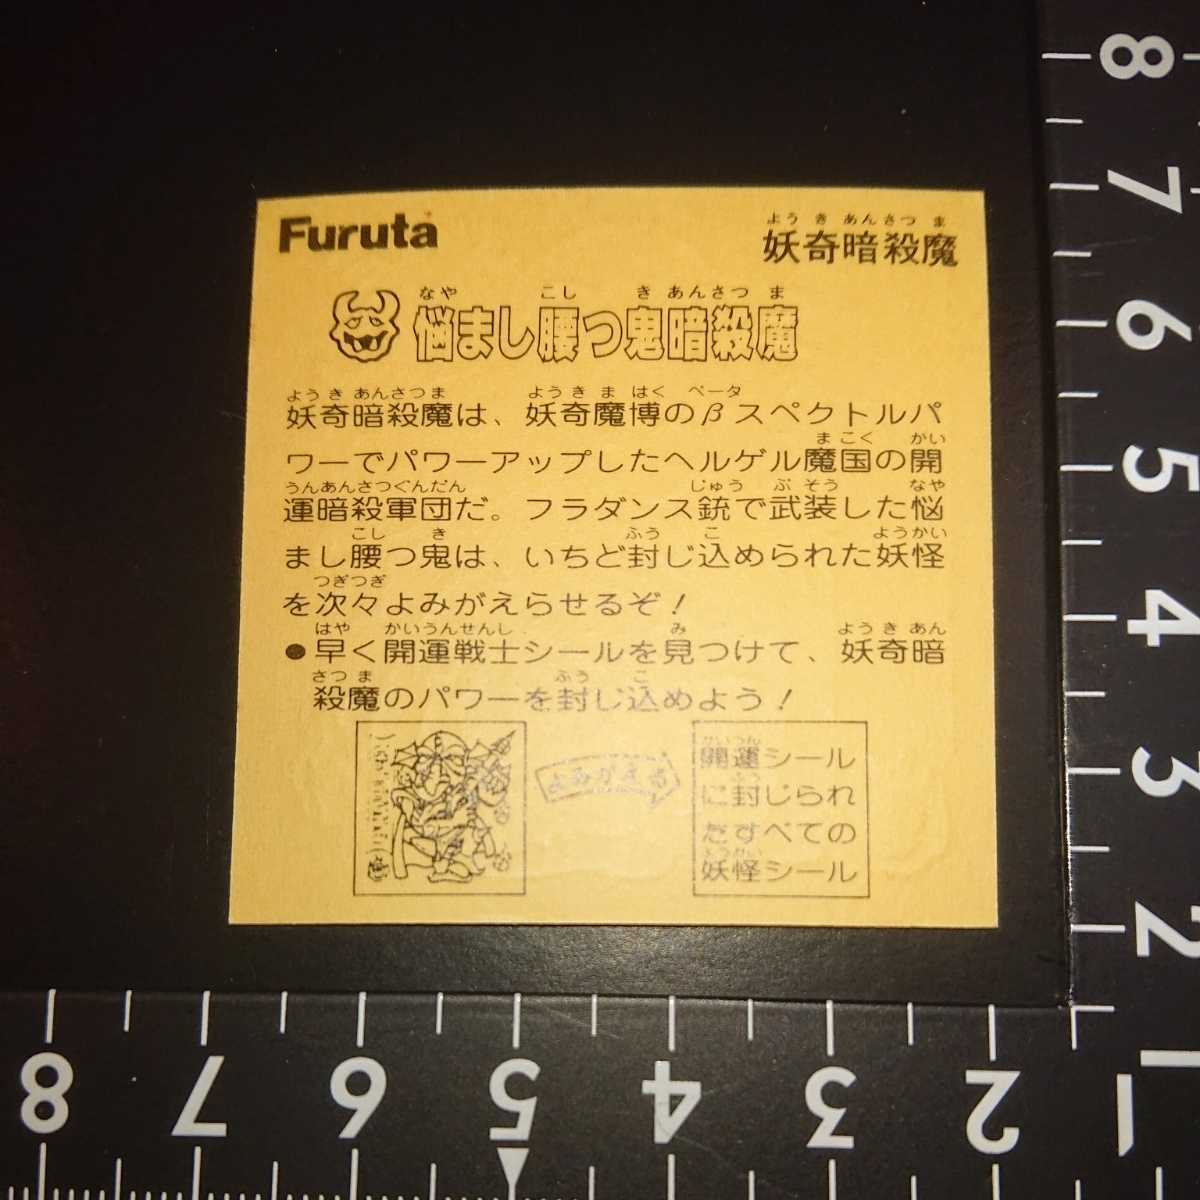 Furuta
よう き あんさつ ま
妖奇暗殺魔
なや こし き あんさつ ま
悩まし腰つ鬼暗殺魔
よう き あんさつま よう き ま はく ベータ
妖奇暗殺魔は、妖奇魔博のβスペクトルパ
ま こく かい
ワーでパワーアップしたヘルゲル魔国の開
うんあんさつぐんだん じゅう ぶ そう なや
運暗殺軍団だ。フラダンス銃で武装した悩
こし き ふう こ ようかい
まし腰つ鬼は、いちど封じ込められた妖怪
つぎつぎ
を次々よみがえらせるぞ！
はや かいうんせんし み よう き あん
●早く開運戦士シールを見つけて、妖奇暗
さつ ま ふう こ
殺魔のパワーを封じ込めよう！
よみがえる
かいうん
開運シール
ふう
に封じられ
たすべての
ようかい
妖怪シール
8
7
6
5
4
3
2
1
8
7
6
5
4
3
2
1